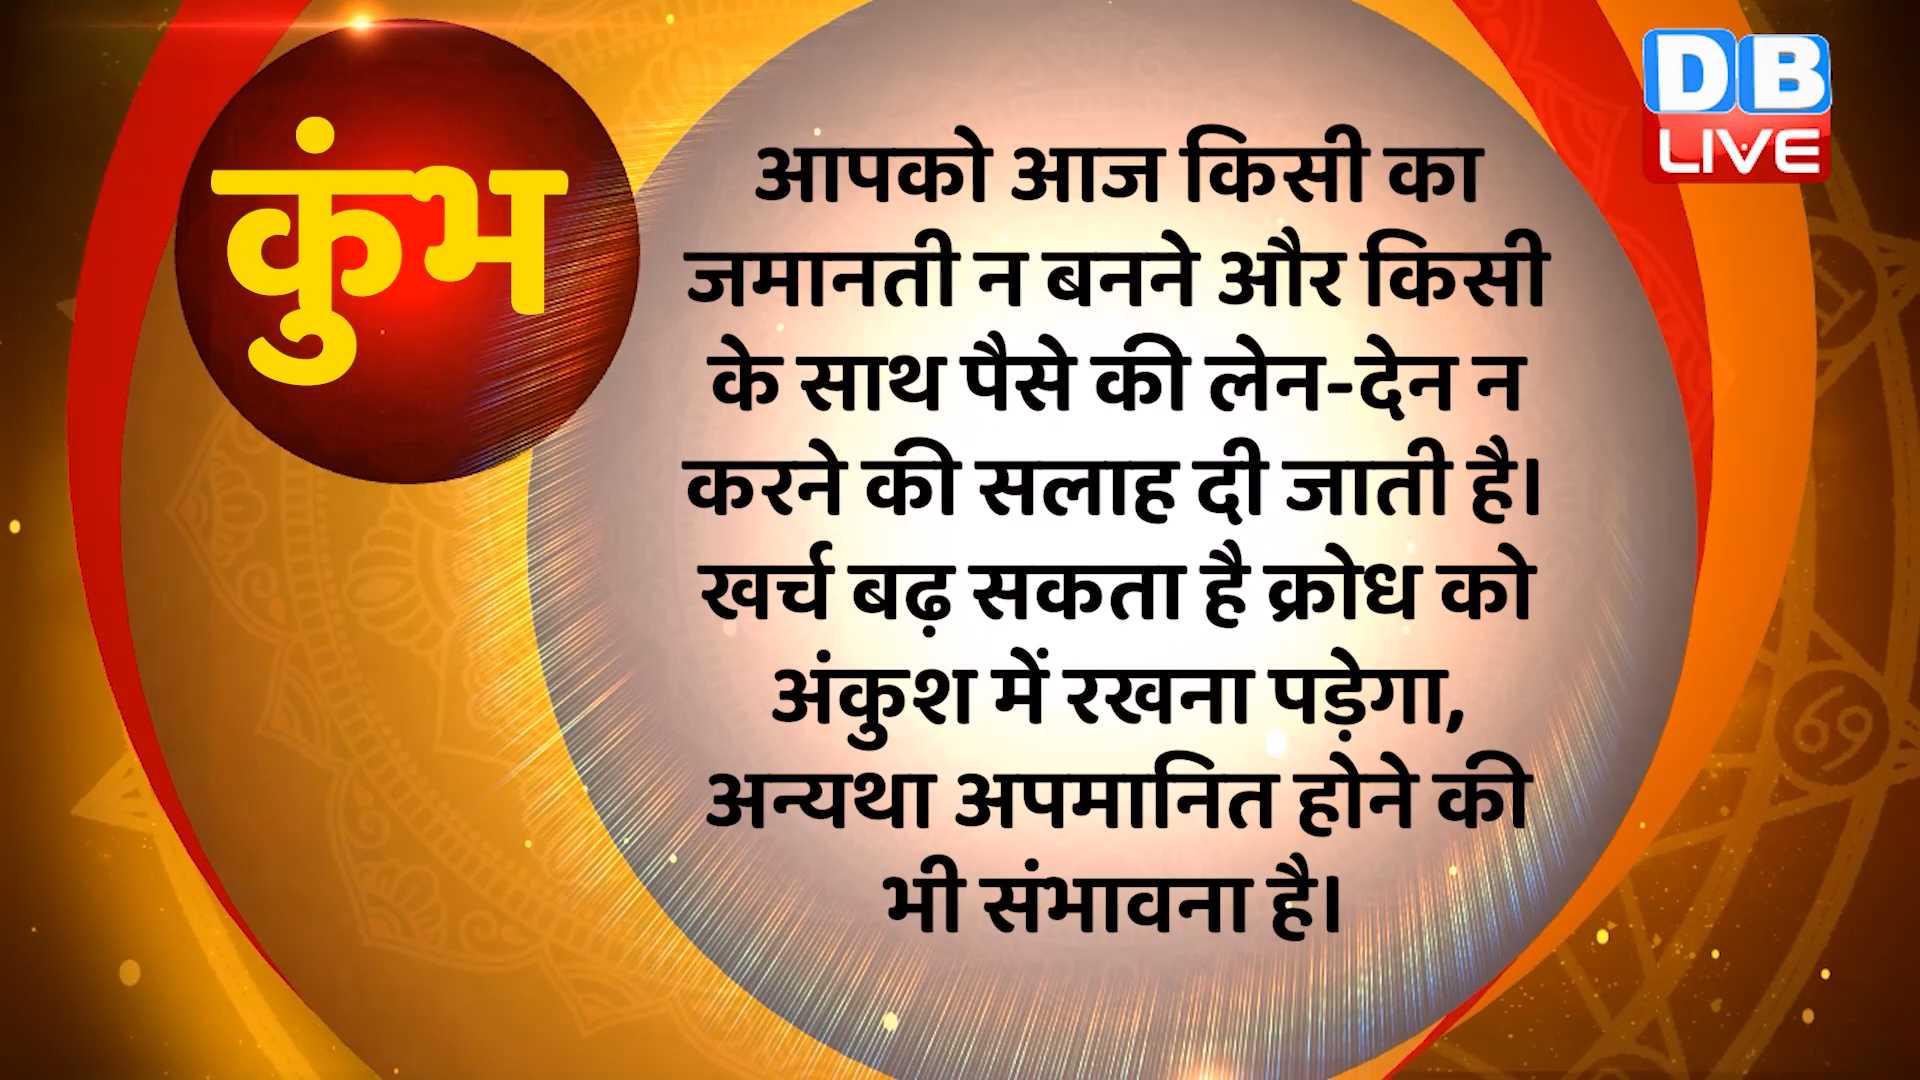 कुंभ
DB
LIVE
आपको आज किसी का
जमानती न बनने और किसी
के साथ पैसे की लेन-देन न
करने की सलाह दी जाती है।
खर्च बढ़ सकता है क्रोध को
अंकुश में रखना पड़ेगा,
अन्यथा अपमानित होने की
भी संभावना है।